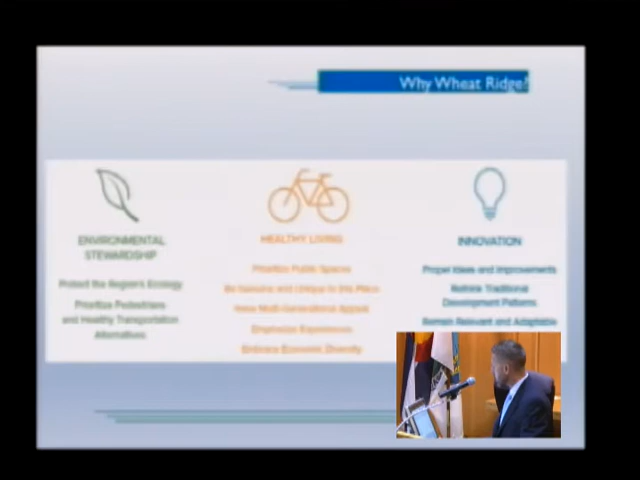 Why Wheat Ridge?
ENVIRONMENTAL
STEWARDSHIP
Protect the Region's Ecology
Prioritize Pedestrians
and Healthy Transportation
Alternatives
HEALTHY LIVING
Prioritize Public Spaces
Be Genuine and Unique to this Place
Have Multi-Generational Appeal
Emphasize Experiences
Embrace Economic Diversity
INNOVATION
Proper Ideas and Improvements
Rethink Traditional
Development Patterns
Remain Relevant and Adaptable